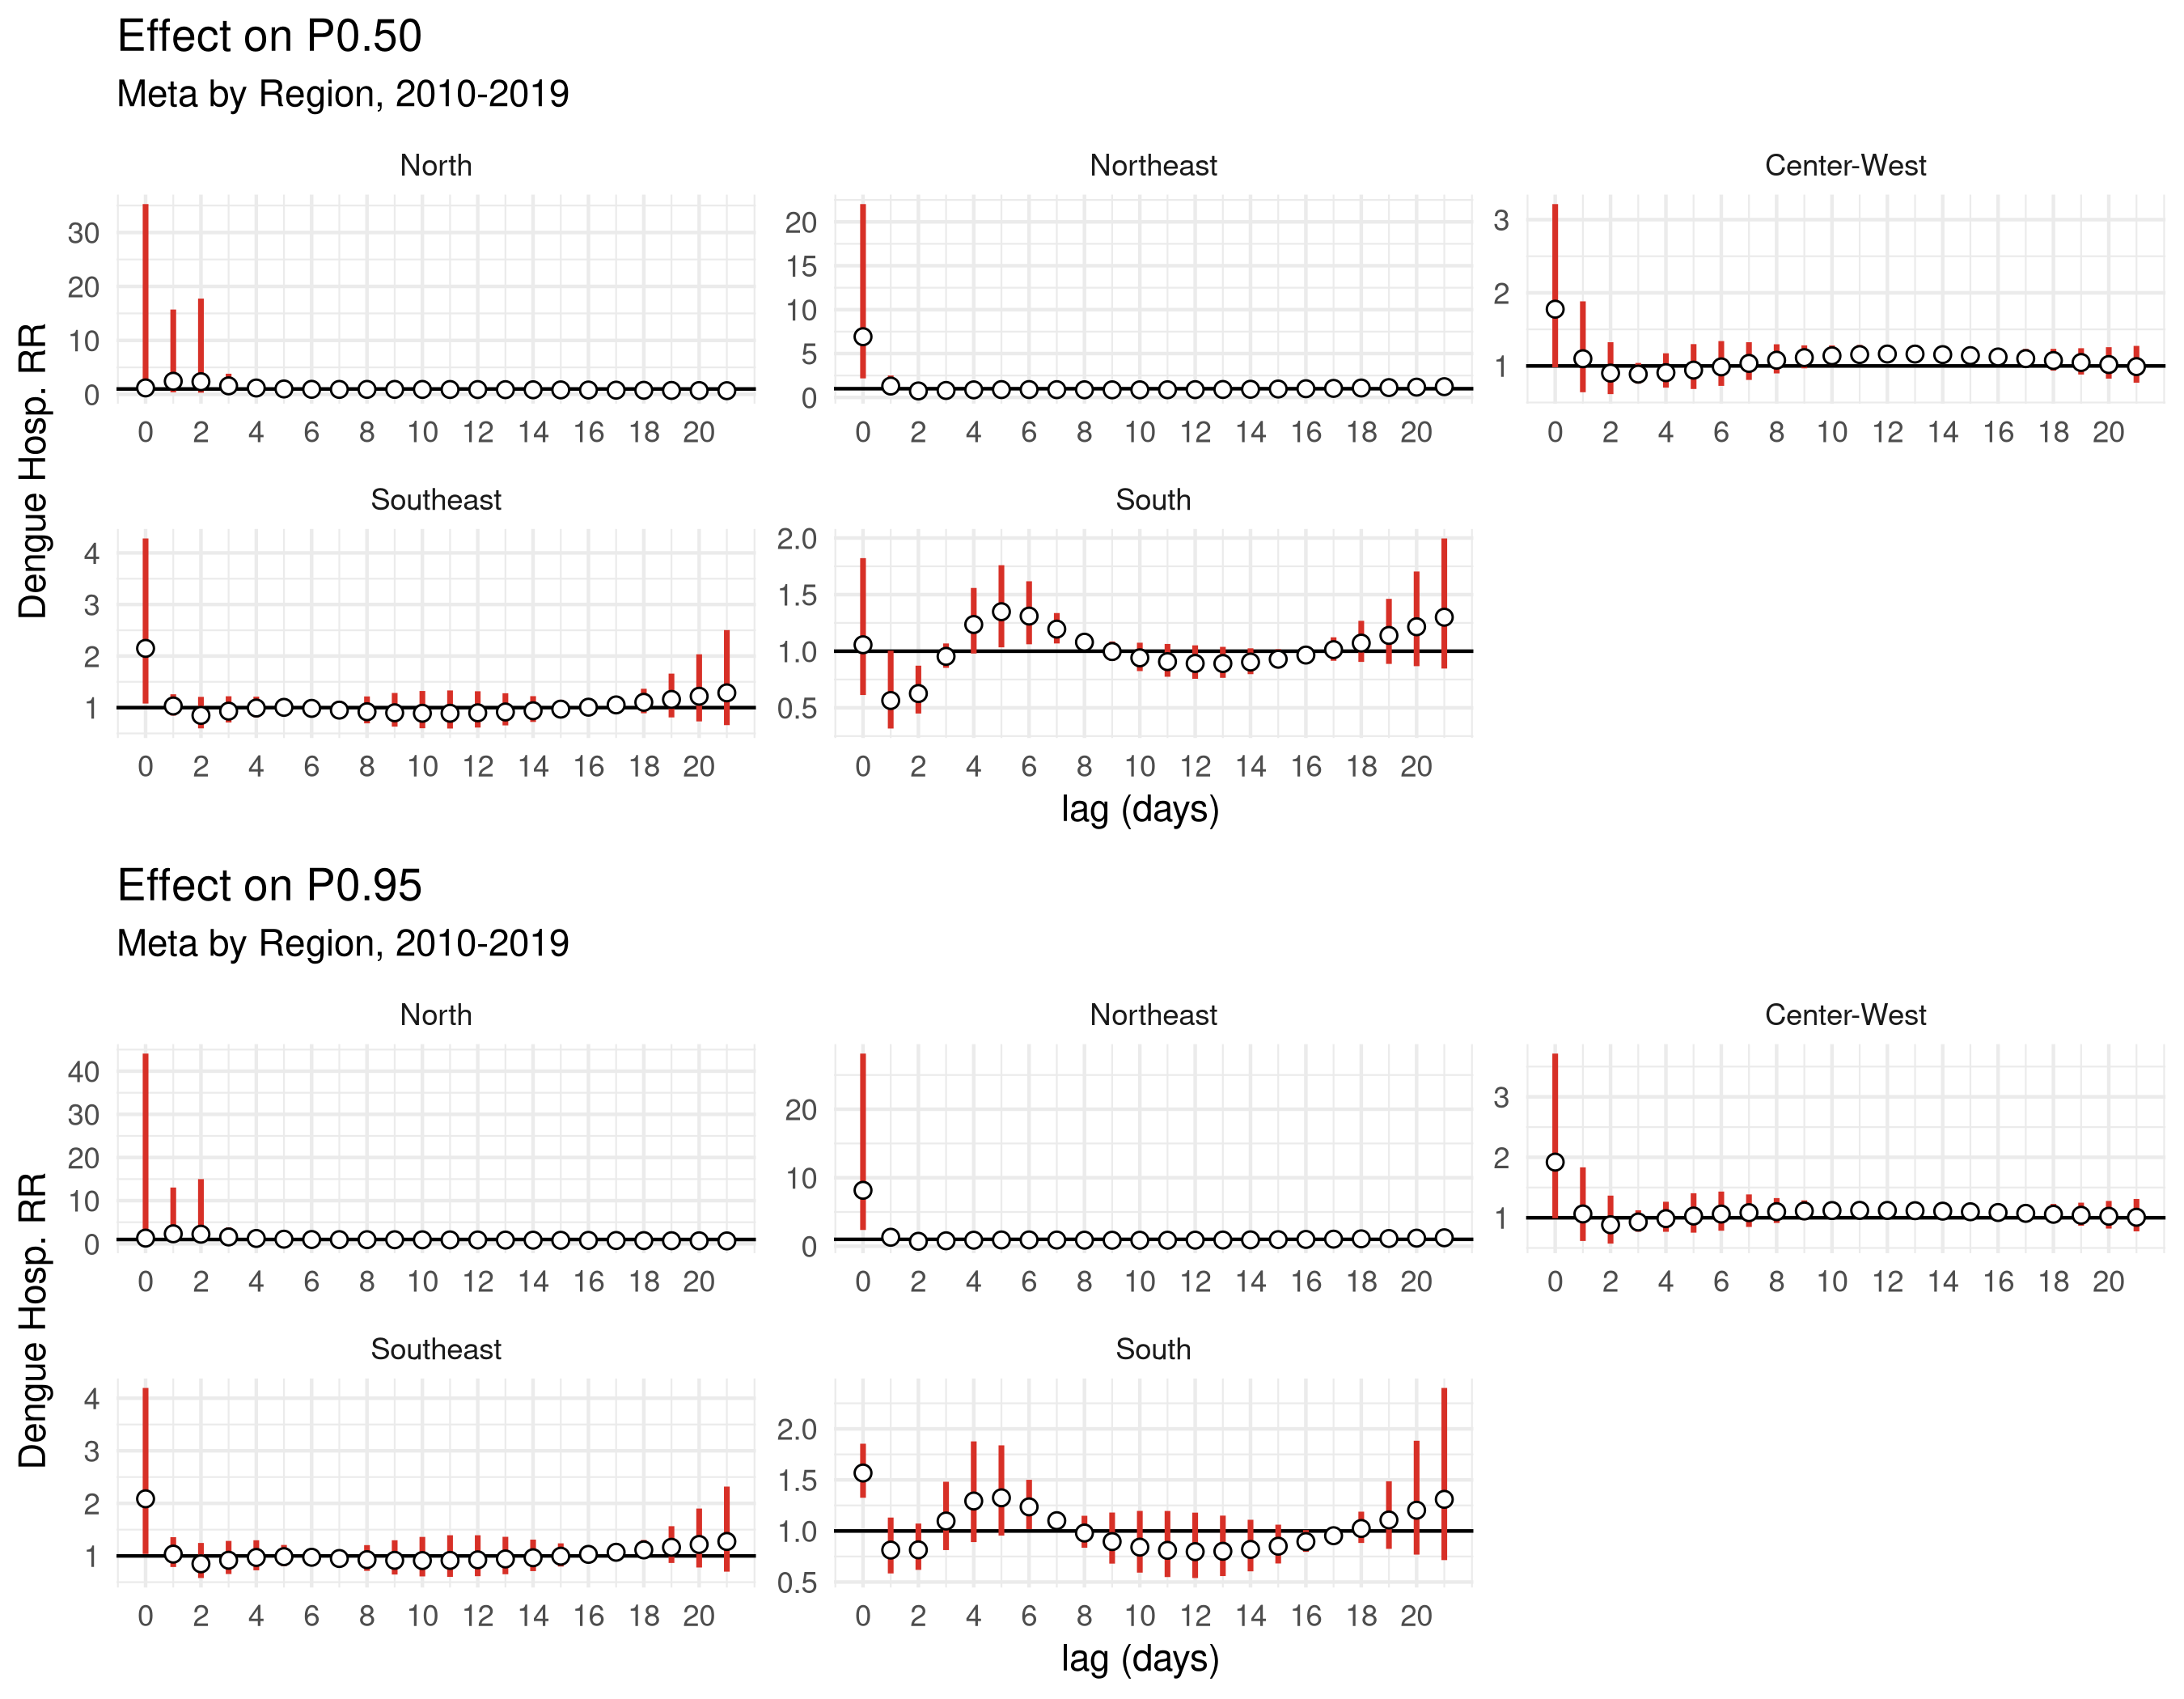 Effect on P0.50
Meta by Region, 2010-2019
North Northeast Center-West
30
20
10
0
20
15
10
5
0
3
2
1
0 2 4 6 8 10 12 14 16 18 20
0 2 4 6 8 10 12 14 16 18 20
0 2 4 6 8 10 12 14 16 18 20
Dengue Hosp. RR
Southeast South
4
3
2
1
2.0
1.5
1.0
0.5
0 2 4 6 8 10 12 14 16 18 20
0 2 4 6 8 10 12 14 16 18 20
lag (days)
Effect on P0.95
Meta by Region, 2010-2019
North Northeast Center-West
40
30
20
10
0
20
10
0
3
2
1
0 2 4 6 8 10 12 14 16 18 20
0 2 4 6 8 10 12 14 16 18 20
0 2 4 6 8 10 12 14 16 18 20
Dengue Hosp. RR
Southeast South
4
3
2
1
2.0
1.5
1.0
0.5
0 2 4 6 8 10 12 14 16 18 20
0 2 4 6 8 10 12 14 16 18 20
lag (days)